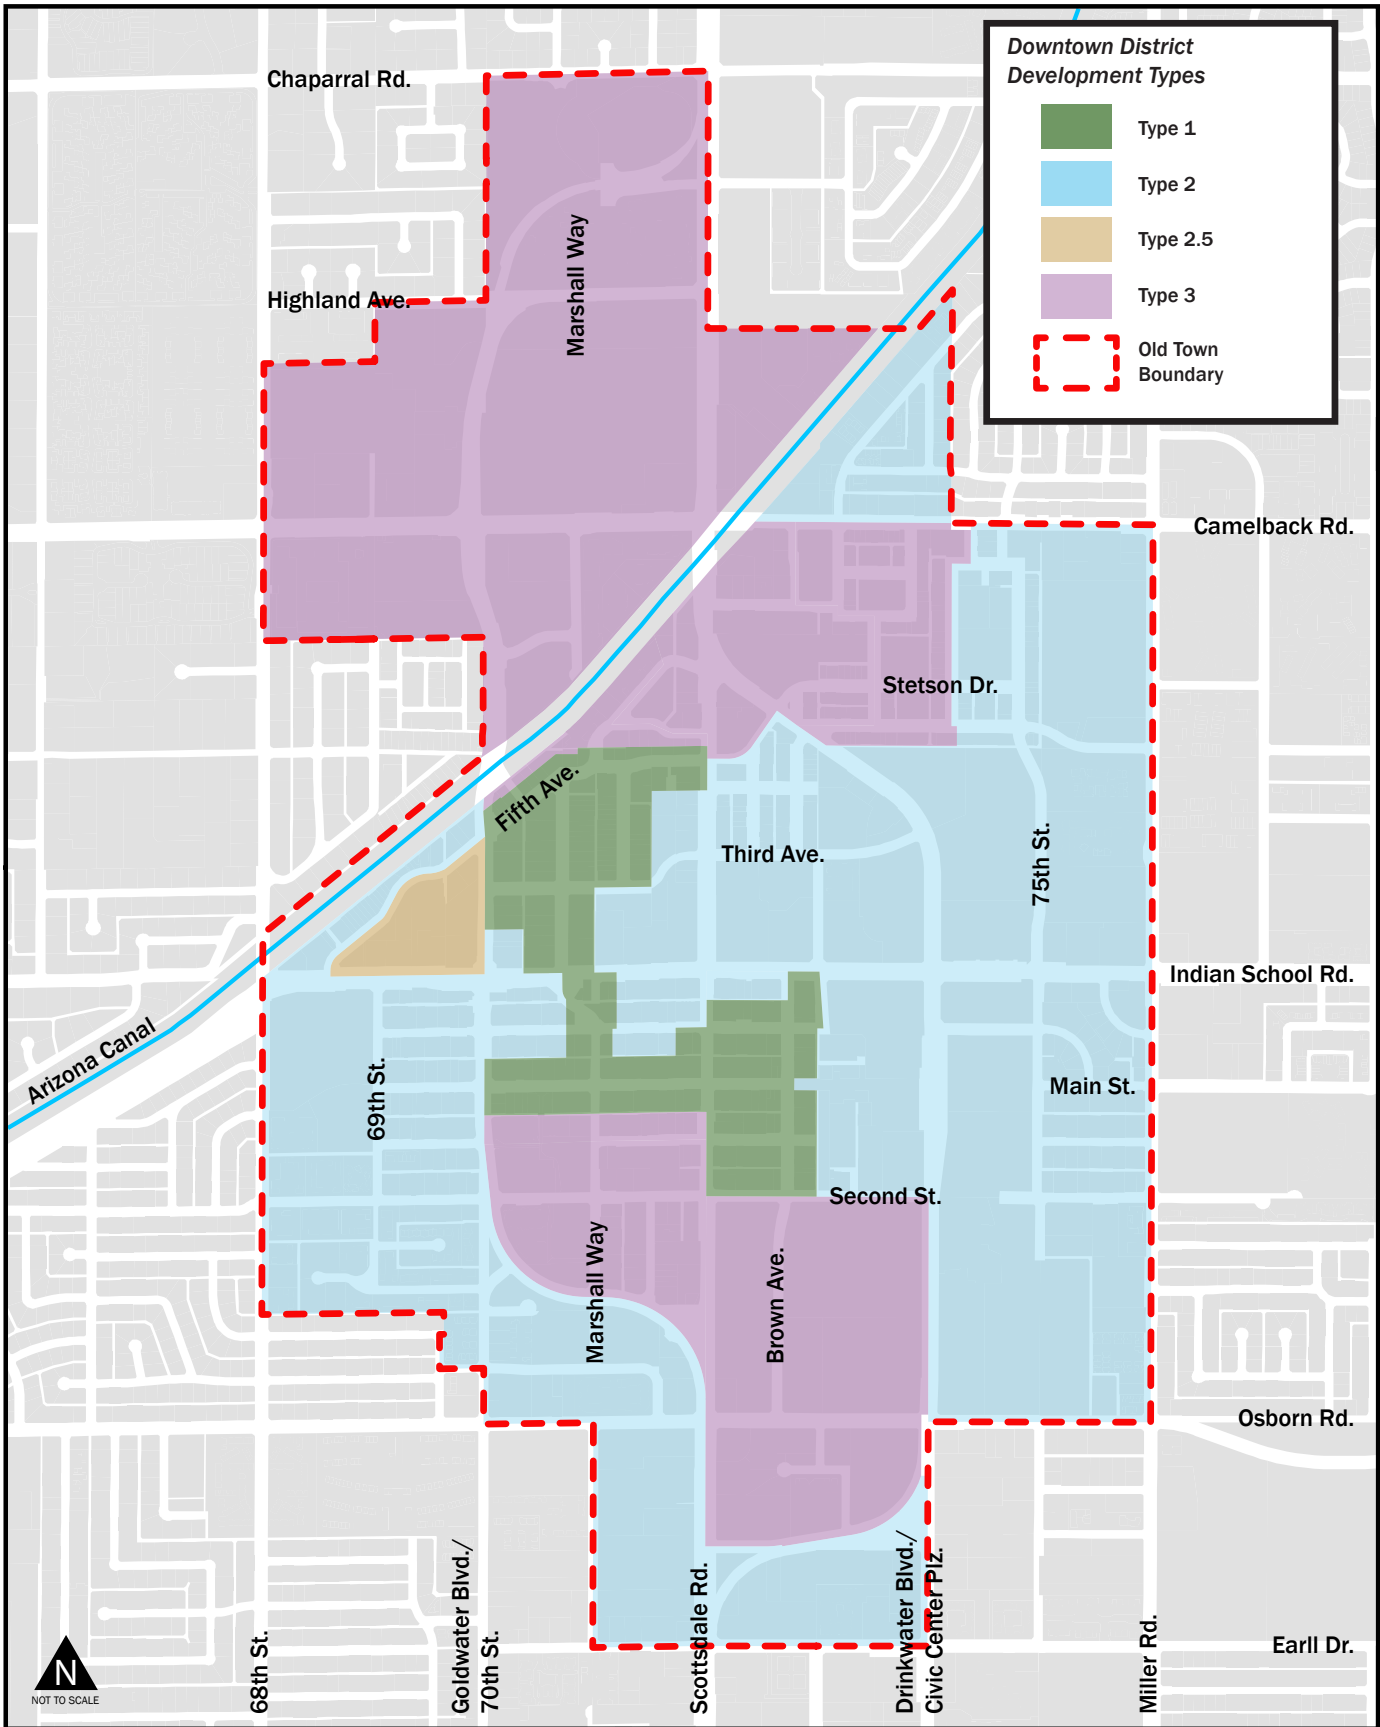 Downtown District
Development Types
Type 1
Type 2
Type 2.5
Type 3
Old Town
Boundary
Chaparral Rd.
Marshall Way
Highland Ave.
Camelback Rd.
Stetson Dr.
Fifth Ave.
Third Ave.
75th St.
Indian School Rd.
Arizona Canal
69th St.
Main St.
Second St.
Marshall Way
Brown Ave.
Osborn Rd.
Earll Dr.
68th St.
Goldwater Blvd./
70th St.
Scottsdale Rd.
Drinkwater Blvd./
Civic Center Plz.
Miller Rd.
N
NOT TO SCALE